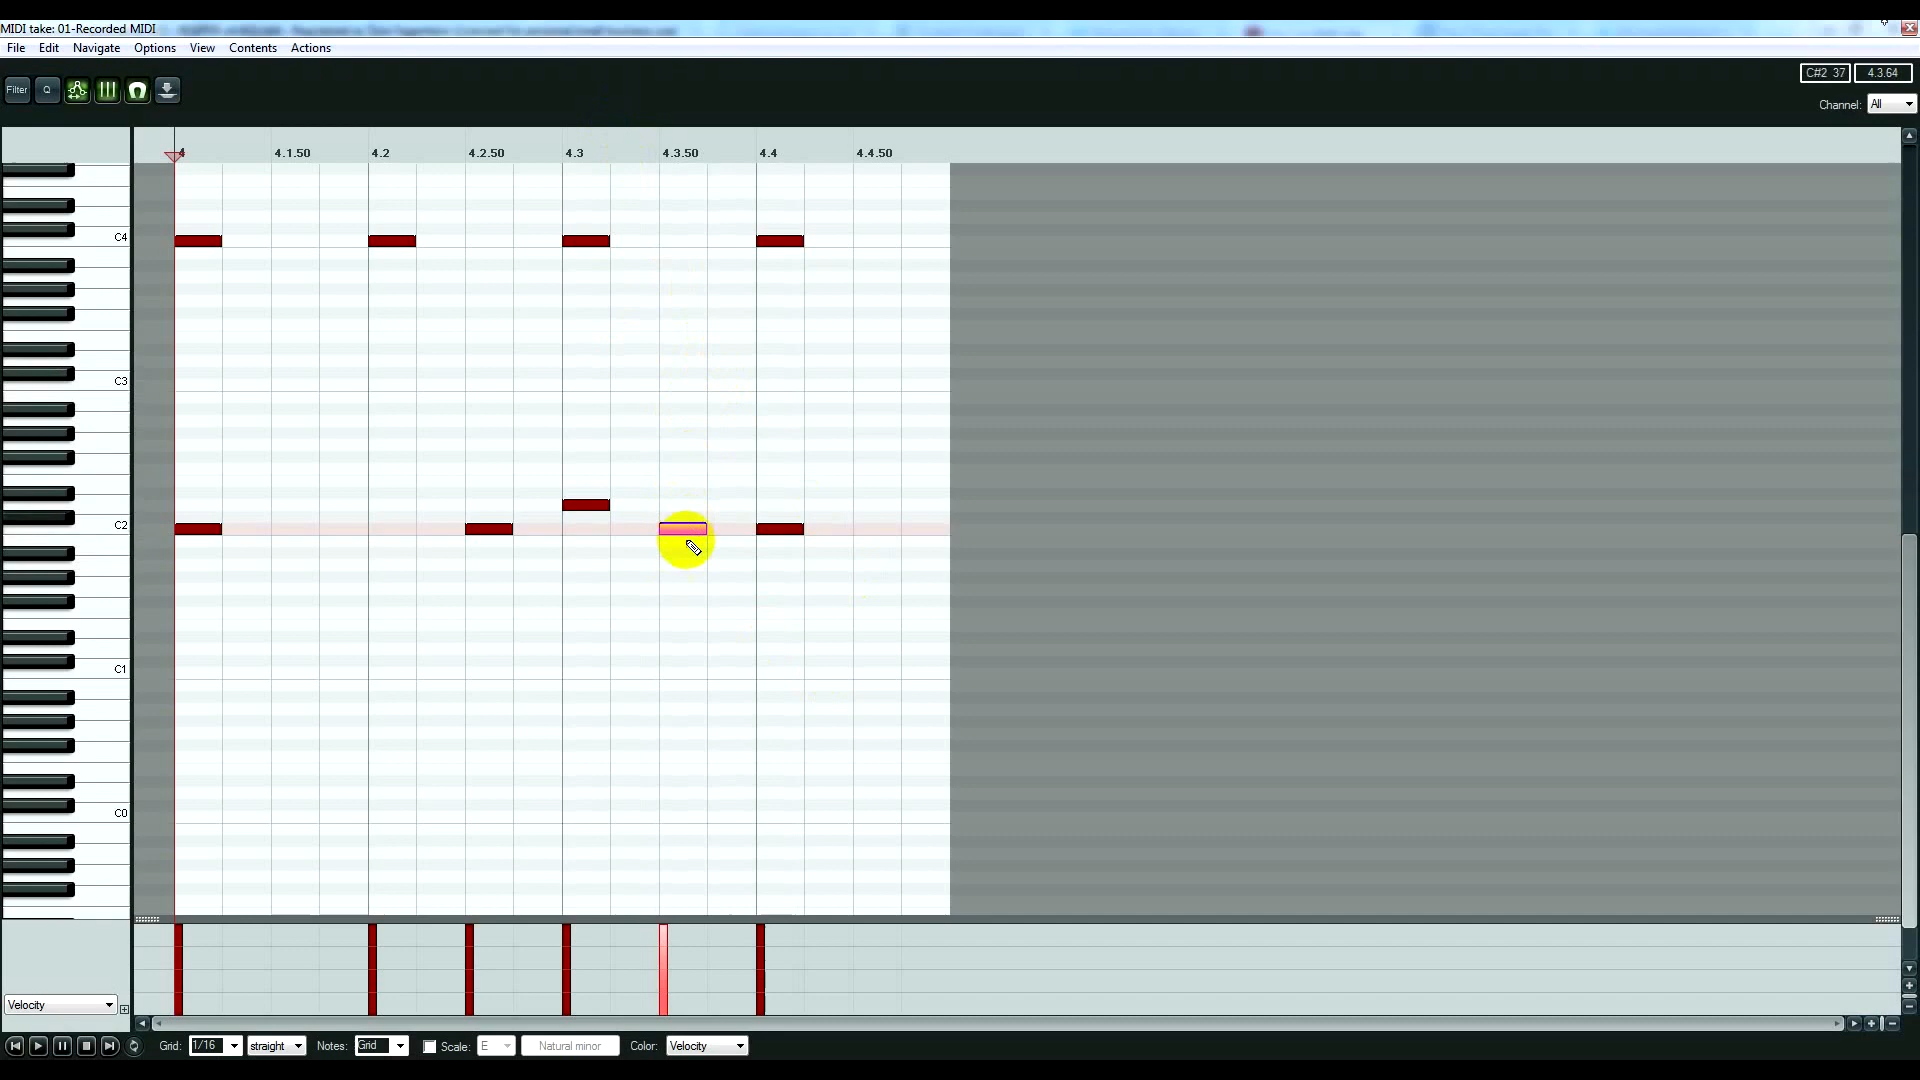 MIDI take: 01-Recorded MIDI
File Edit Navigate Options View Contents Actions
Filter Q
C#2 37 4.3.64
Channel: All
4 4.1.50 4.2 4.2.50 4.3 4.3.50 4.4 4.4.50
C4
C3
C2
C1
C0
Velocity
Grid: 1/16 straight Notes: Grid Scale: E Natural minor Color: Velocity